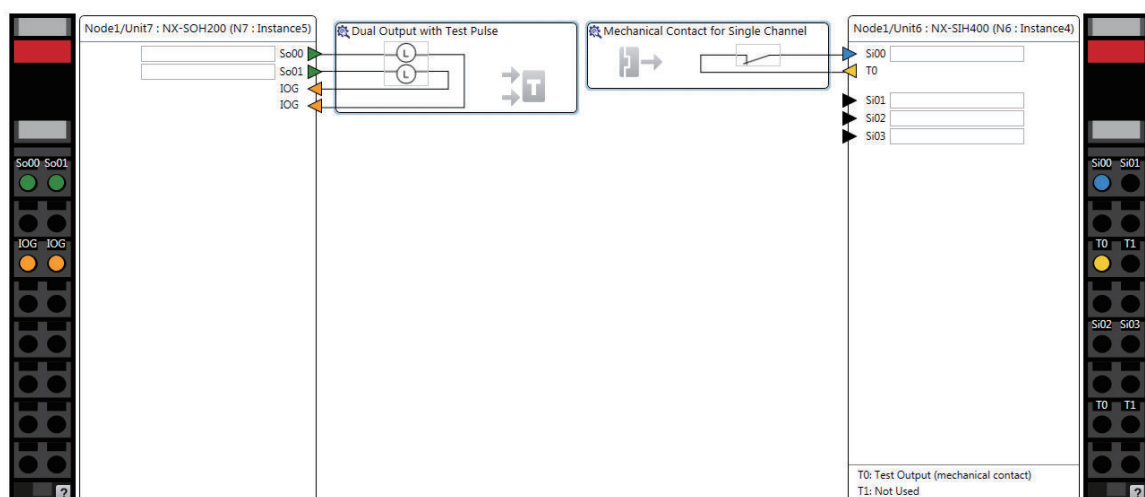 Node1/Unit7 : NX-SOH200 (N7 : Instance5)
Dual Output with Test Pulse
Mechanical Contact for Single Channel
Node1/Unit6 : NX-SIH400 (N6 : Instance4)
So00
So01
IOG
IOG
L
L
T
Si00
T0
Si01
Si02
Si03
So00 So01
IOG IOG
?
Si00 Si01
T0 T1
Si02 Si03
T0 T1
T0: Test Output (mechanical contact)
T1: Not Used
?